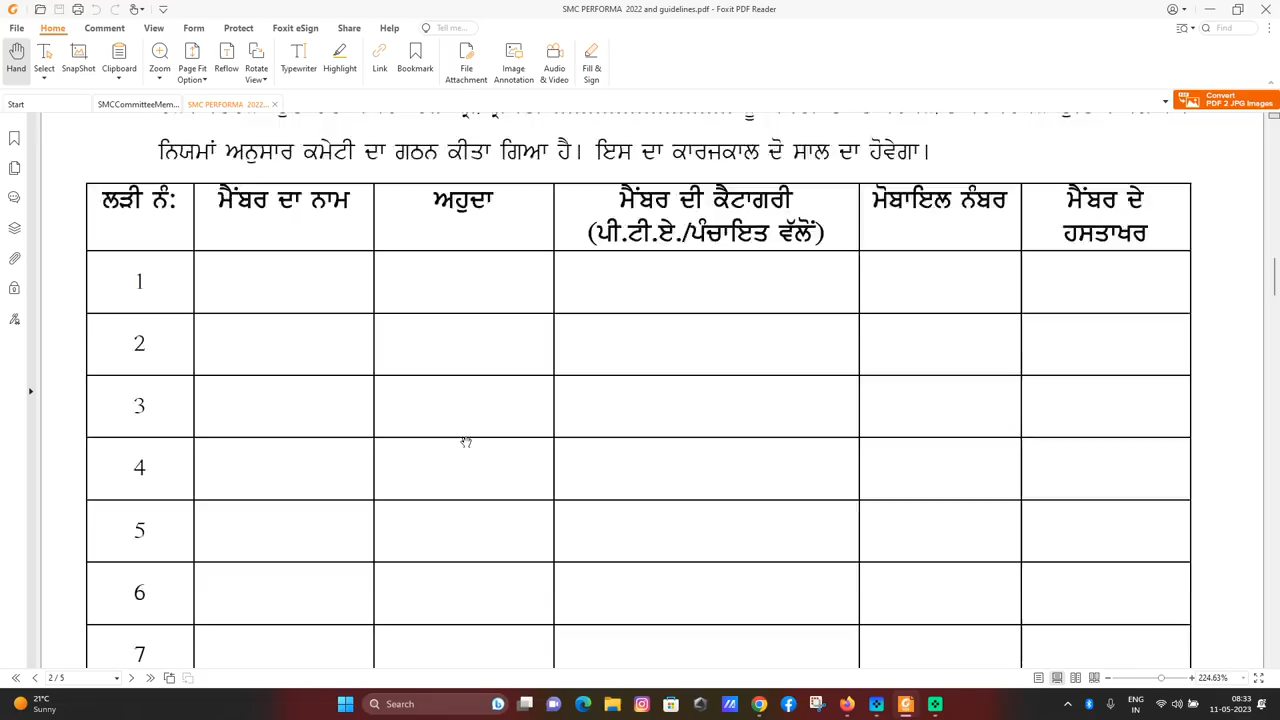 SMC PERFORMA 2022 and guidelines.pdf - Foxit PDF Reader
File Home Comment View Form Protect Foxit eSign Share Help Tell me... Find
Hand Select SnapShot Clipboard Zoom Page Fit Option Reflow Rotate View Typewriter Highlight Link Bookmark File Attachment Image Annotation Audio & Video Fill & Sign
Start SMCCommitteeMem... SMC PERFORMA 2022... Convert PDF 2 JPG Images
ਨਿਯਮਾਂ ਅਨੁਸਾਰ ਕਮੇਟੀ ਦਾ ਗਠਨ ਕੀਤਾ ਗਿਆ ਹੈ। ਇਸ ਦਾ ਕਾਰਜਕਾਲ ਦੋ ਸਾਲ ਦਾ ਹੋਵੇਗਾ।
ਲੜੀ ਨੰ: ਮੈਂਬਰ ਦਾ ਨਾਮ ਅਹੁਦਾ ਮੈਂਬਰ ਦੀ ਕੈਟਾਗਰੀ ਮੋਬਾਇਲ ਨੰਬਰ ਮੈਂਬਰ ਦੇ
(ਪੀ.ਟੀ.ਏ./ਪੰਚਾਇਤ ਵੱਲੋਂ) ਹਸਤਾਖਰ
1
2
3
4
5
6
7
2 / 5 224.63%
21°C Search ENG 08:33
Sunny IN 11-05-2023